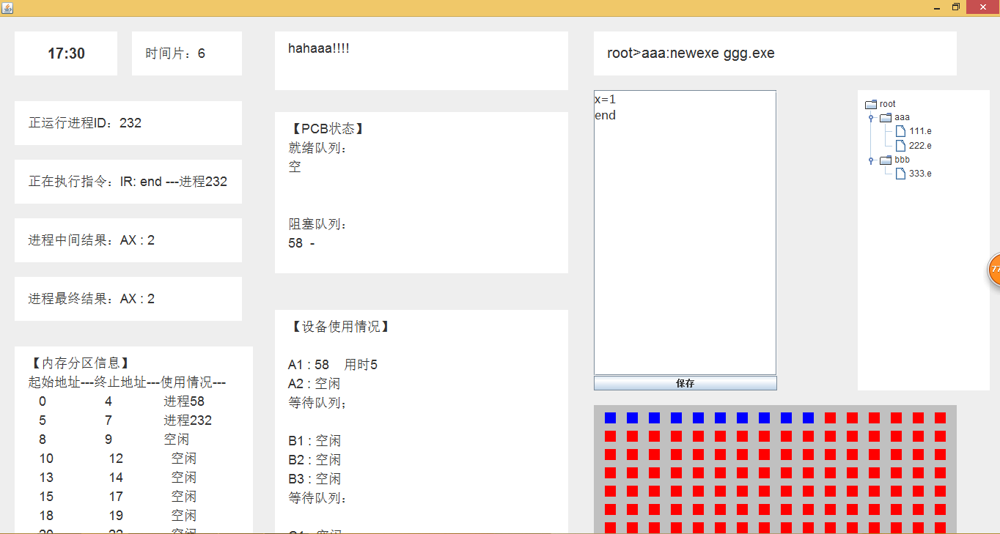 17:30
时间片：6
正运行进程ID：232
正在执行指令：IR: end ---进程232
进程中间结果：AX : 2
进程最终结果：AX : 2
【内存分区信息】
起始地址---终止地址---使用情况---
0 4 进程58
5 7 进程232
8 9 空闲
10 12 空闲
13 14 空闲
15 17 空闲
18 19 空闲
hahaaa!!!!
【PCB状态】
就绪队列：
空
阻塞队列：
58 -
【设备使用情况】
A1 : 58 用时5
A2 : 空闲
等待队列；
B1 : 空闲
B2 : 空闲
B3 : 空闲
等待队列：
root>aaa:newexe ggg.exe
x=1
end
保存
root
aaa
111.e
222.e
bbb
333.e